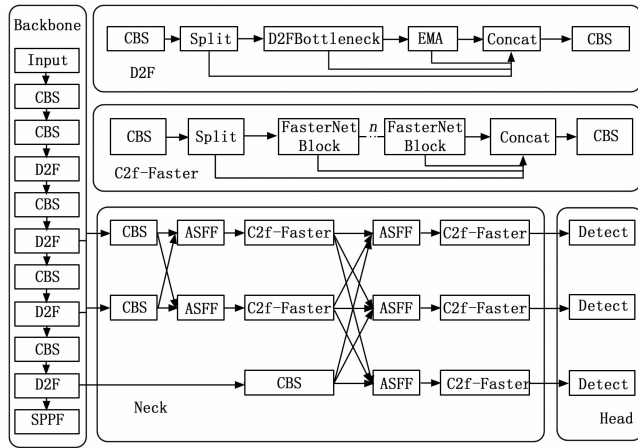 Backbone
Input
CBS
CBS
D2F
CBS
D2F
CBS
D2F
CBS
D2F
SPPF
CBS Split D2FBottleneck EMA Concat CBS
D2F
CBS Split FasterNet Block n FasterNet Block Concat CBS
C2f-Faster
CBS ASFF C2f-Faster ASFF C2f-Faster Detect
CBS ASFF C2f-Faster ASFF C2f-Faster Detect
CBS ASFF C2f-Faster Detect
Neck
Head